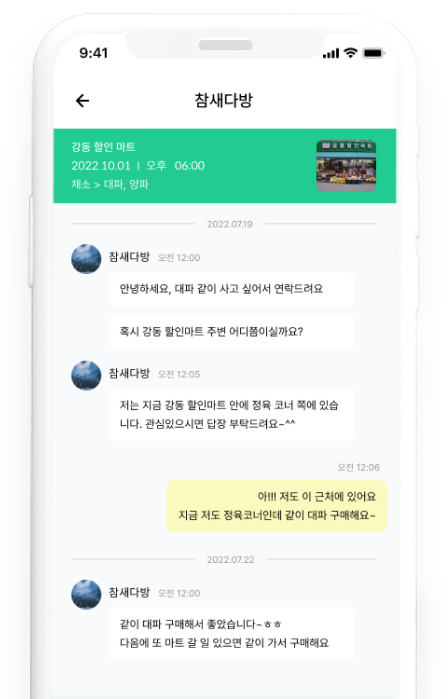 9:41
참새다방
강동 할인 마트
2022.10.01 | 오후 06:00
채소 > 대파, 양파
2022.07.19
참새다방 오전 12:00
안녕하세요, 대파 같이 사고 싶어서 연락드려요
혹시 강동 할인마트 주변 어디쯤이실까요?
참새다방 오전 12:05
저는 지금 강동 할인마트 안에 정육 코너 쪽에 있습
니다. 관심있으시면 답장 부탁드려요~^^
오전 12:06
아!!! 저도 이 근처에 있어요
지금 저도 정육코너인데 같이 대파 구매해요~
2022.07.22
참새다방 오전 12:00
같이 대파 구매해서 좋았습니다~ㅎㅎ
다음에 또 마트 갈 일 있으면 같이 가서 구매해요